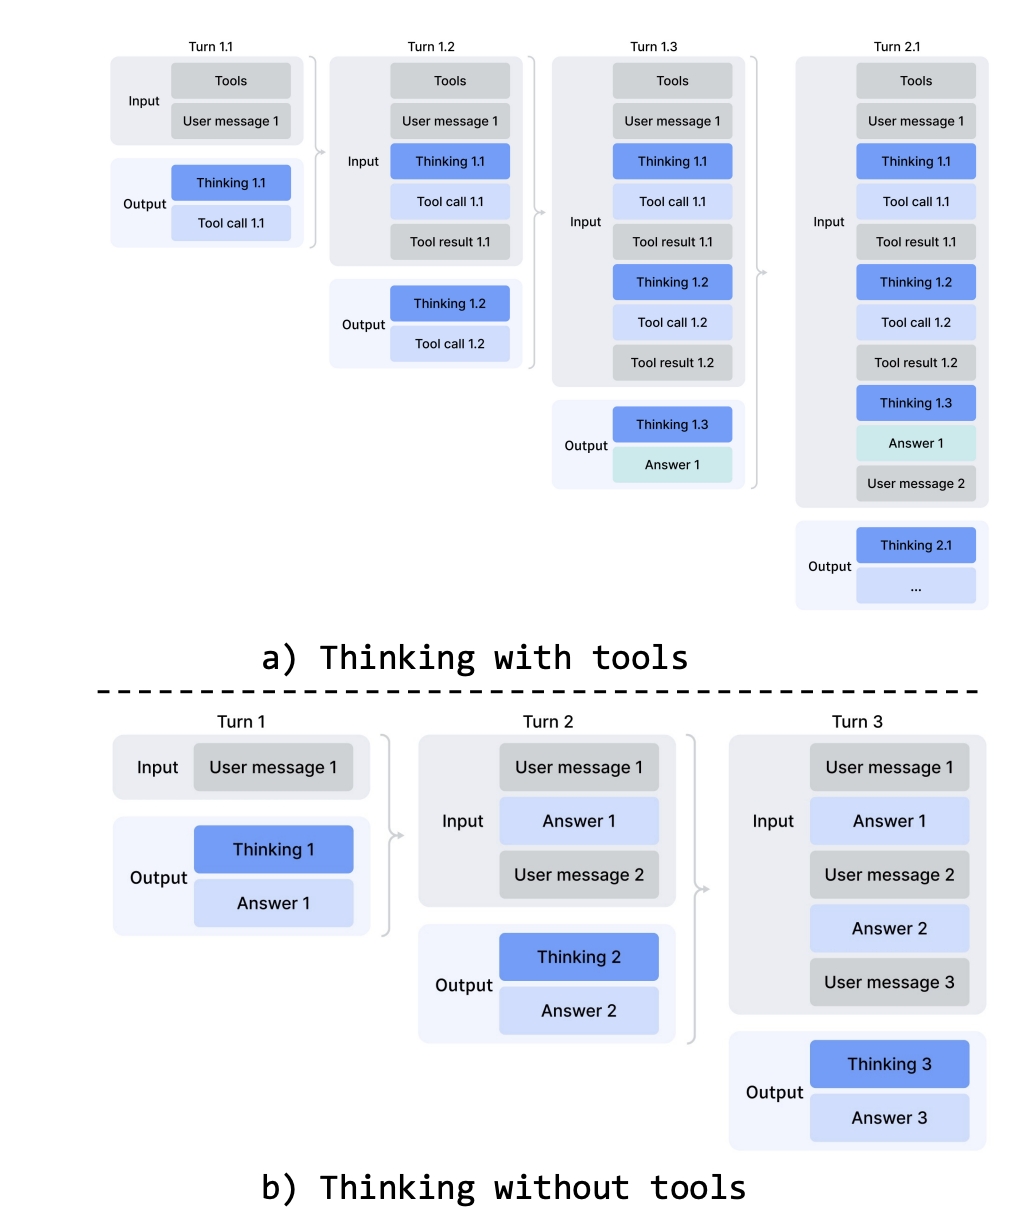 Turn 1.1
Input
Tools
User message 1
Output
Thinking 1.1
Tool call 1.1
Turn 1.2
Input
Tools
User message 1
Thinking 1.1
Tool call 1.1
Tool result 1.1
Output
Thinking 1.2
Tool call 1.2
Turn 1.3
Input
Tools
User message 1
Thinking 1.1
Tool call 1.1
Tool result 1.1
Thinking 1.2
Tool call 1.2
Tool result 1.2
Output
Thinking 1.3
Answer 1
Turn 2.1
Input
Tools
User message 1
Thinking 1.1
Tool call 1.1
Tool result 1.1
Thinking 1.2
Tool call 1.2
Tool result 1.2
Thinking 1.3
Answer 1
User message 2
Output
Thinking 2.1
...
a) Thinking with tools
Turn 1
Input
User message 1
Output
Thinking 1
Answer 1
Turn 2
Input
User message 1
Answer 1
User message 2
Output
Thinking 2
Answer 2
Turn 3
Input
User message 1
Answer 1
User message 2
Answer 2
User message 3
Output
Thinking 3
Answer 3
b) Thinking without tools